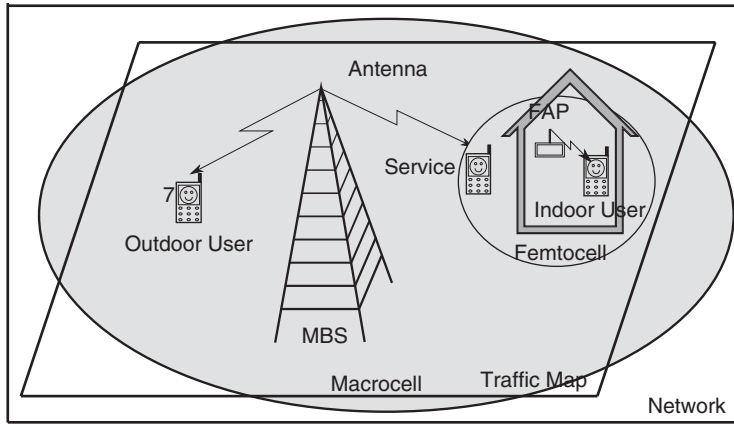 Antenna
FAP
Service
7
Indoor User
Outdoor User
Femtocell
MBS
Macrocell
Traffic Map
Network